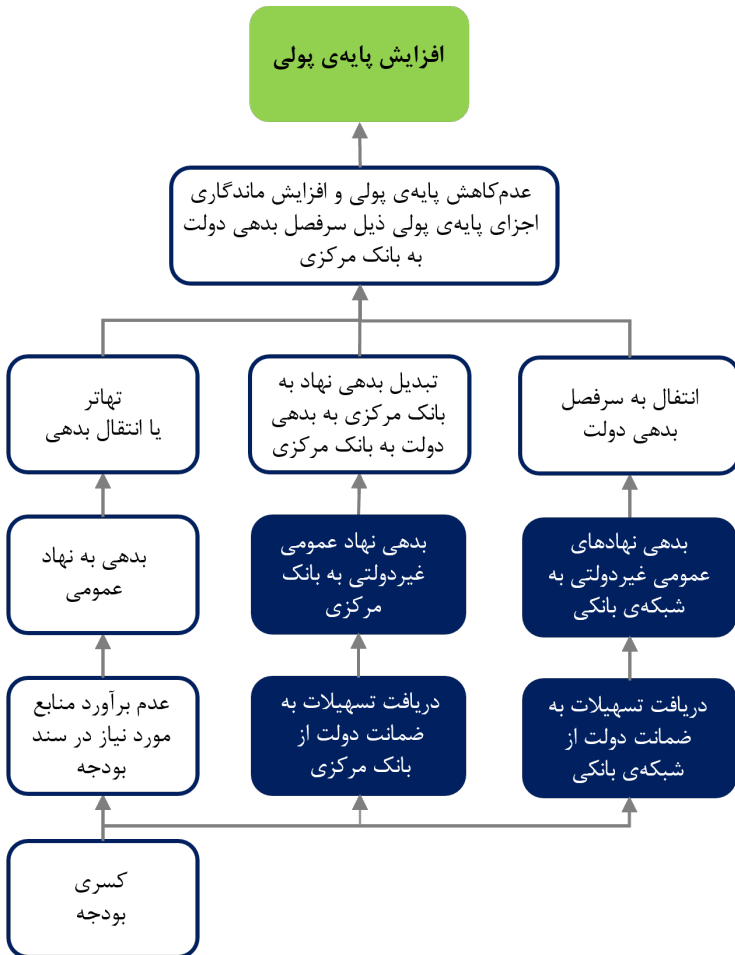 افزایش پایه‌ی پولی
عدم‌کاهش پایه‌ی پولی و افزایش ماندگاری
اجزای پایه‌ی پولی ذیل سرفصل بدهی دولت
به بانک مرکزی
انتفال به سرفصل
بدهی دولت
تبدیل بدهی نهاد به
بانک مرکزی به بدهی
دولت به بانک مرکزی
تهاتر
یا انتقال بدهی
بدهی نهادهای
عمومی غیردولتی به
شبکه‌ی بانکی
بدهی نهاد عمومی
غیردولتی به بانک
مرکزی
بدهی به نهاد
عمومی
دریافت تسهیلات به
ضمانت دولت از
شبکه‌ی بانکی
دریافت تسهیلات به
ضمانت دولت از
بانک مرکزی
عدم برآورد منابع
مورد نیاز در سند
بودجه
کسری
بودجه